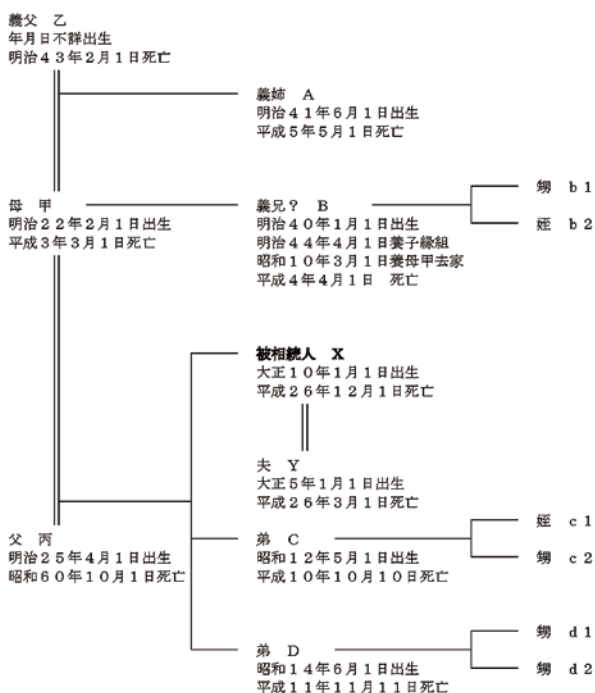 義父　乙
年月日不詳出生
明治４３年２月１日死亡
義姉　A
明治４１年６月１日出生
平成５年５月１日死亡
母　甲
明治２２年２月１日出生
平成３年３月１日死亡
義兄？　B
明治４０年１月１日出生
明治４４年４月１日養子縁組
昭和１０年３月１日養母甲去家
平成４年４月１日　死亡
甥　ｂ１
姪　ｂ２
被相続人　X
大正１０年１月１日出生
平成２６年１２月１日死亡
夫　Y
大正５年１月１日出生
平成２６年３月１日死亡
父　丙
明治２５年４月１日出生
昭和６０年１０月１日死亡
弟　C
昭和１２年５月１日出生
平成１０年１０月１０日死亡
姪　ｃ１
甥　ｃ２
弟　D
昭和１４年６月１日出生
平成１１年１１月１１日死亡
甥　ｄ１
甥　ｄ２